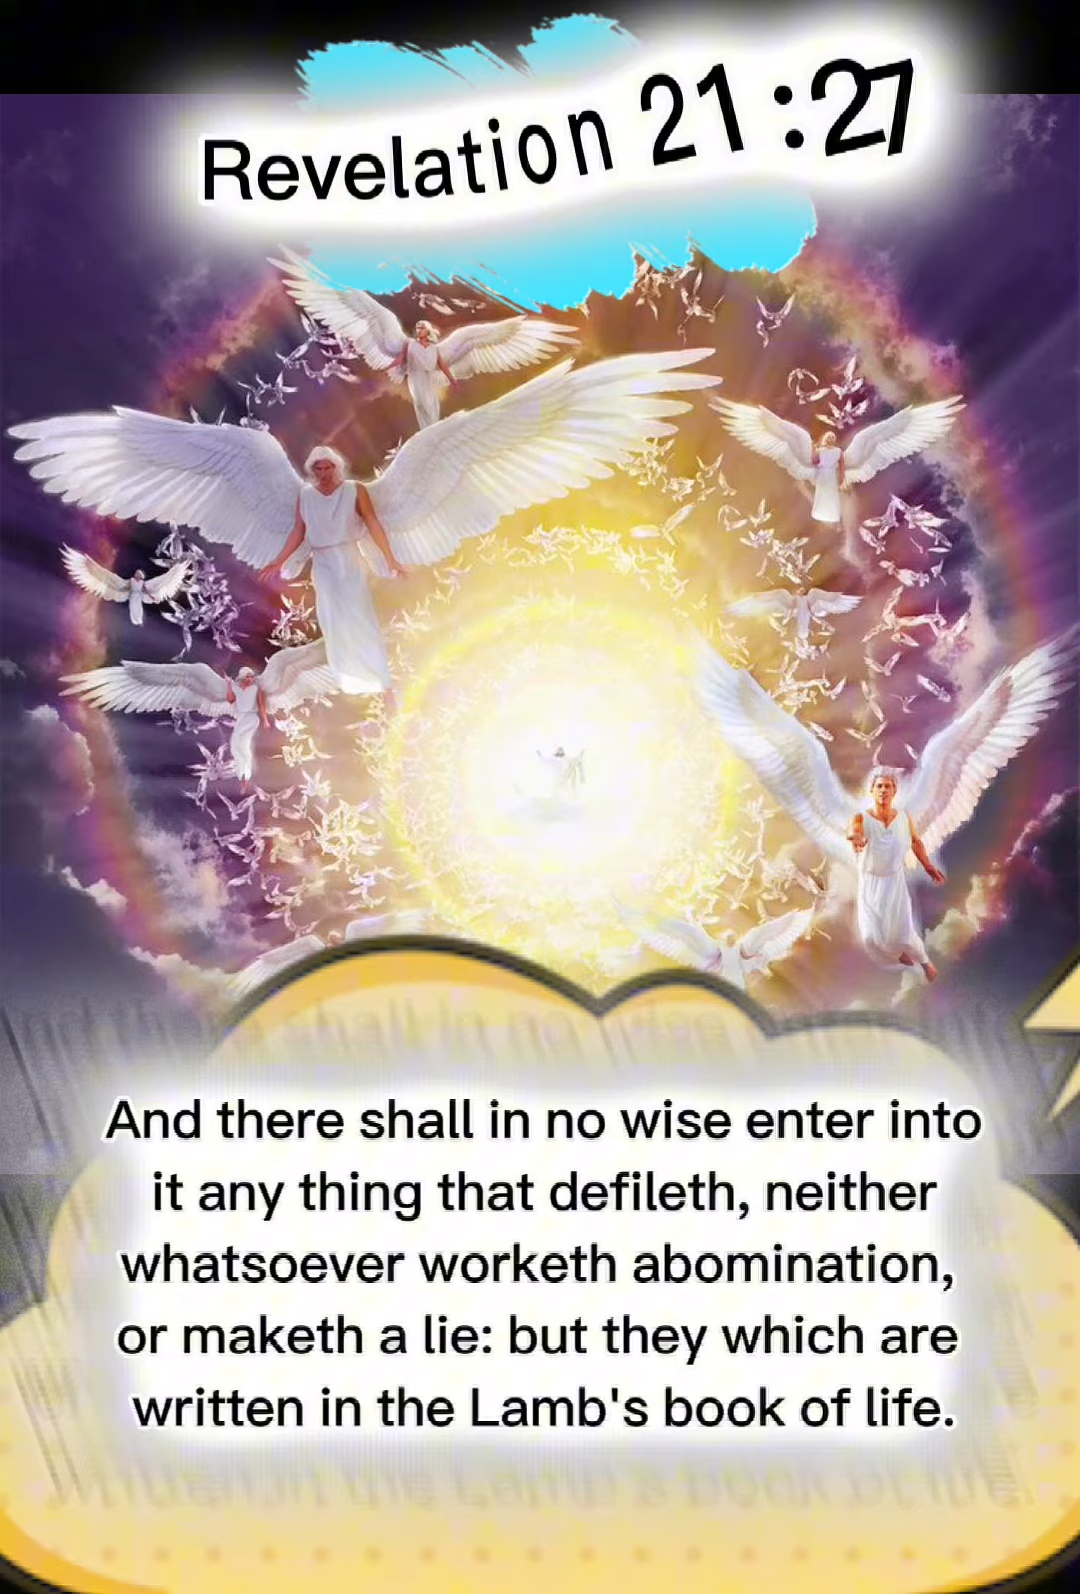 Revelation 21:27
And there shall in no wise enter into
it any thing that defileth, neither
whatsoever worketh abomination,
or maketh a lie: but they which are
written in the Lamb's book of life.